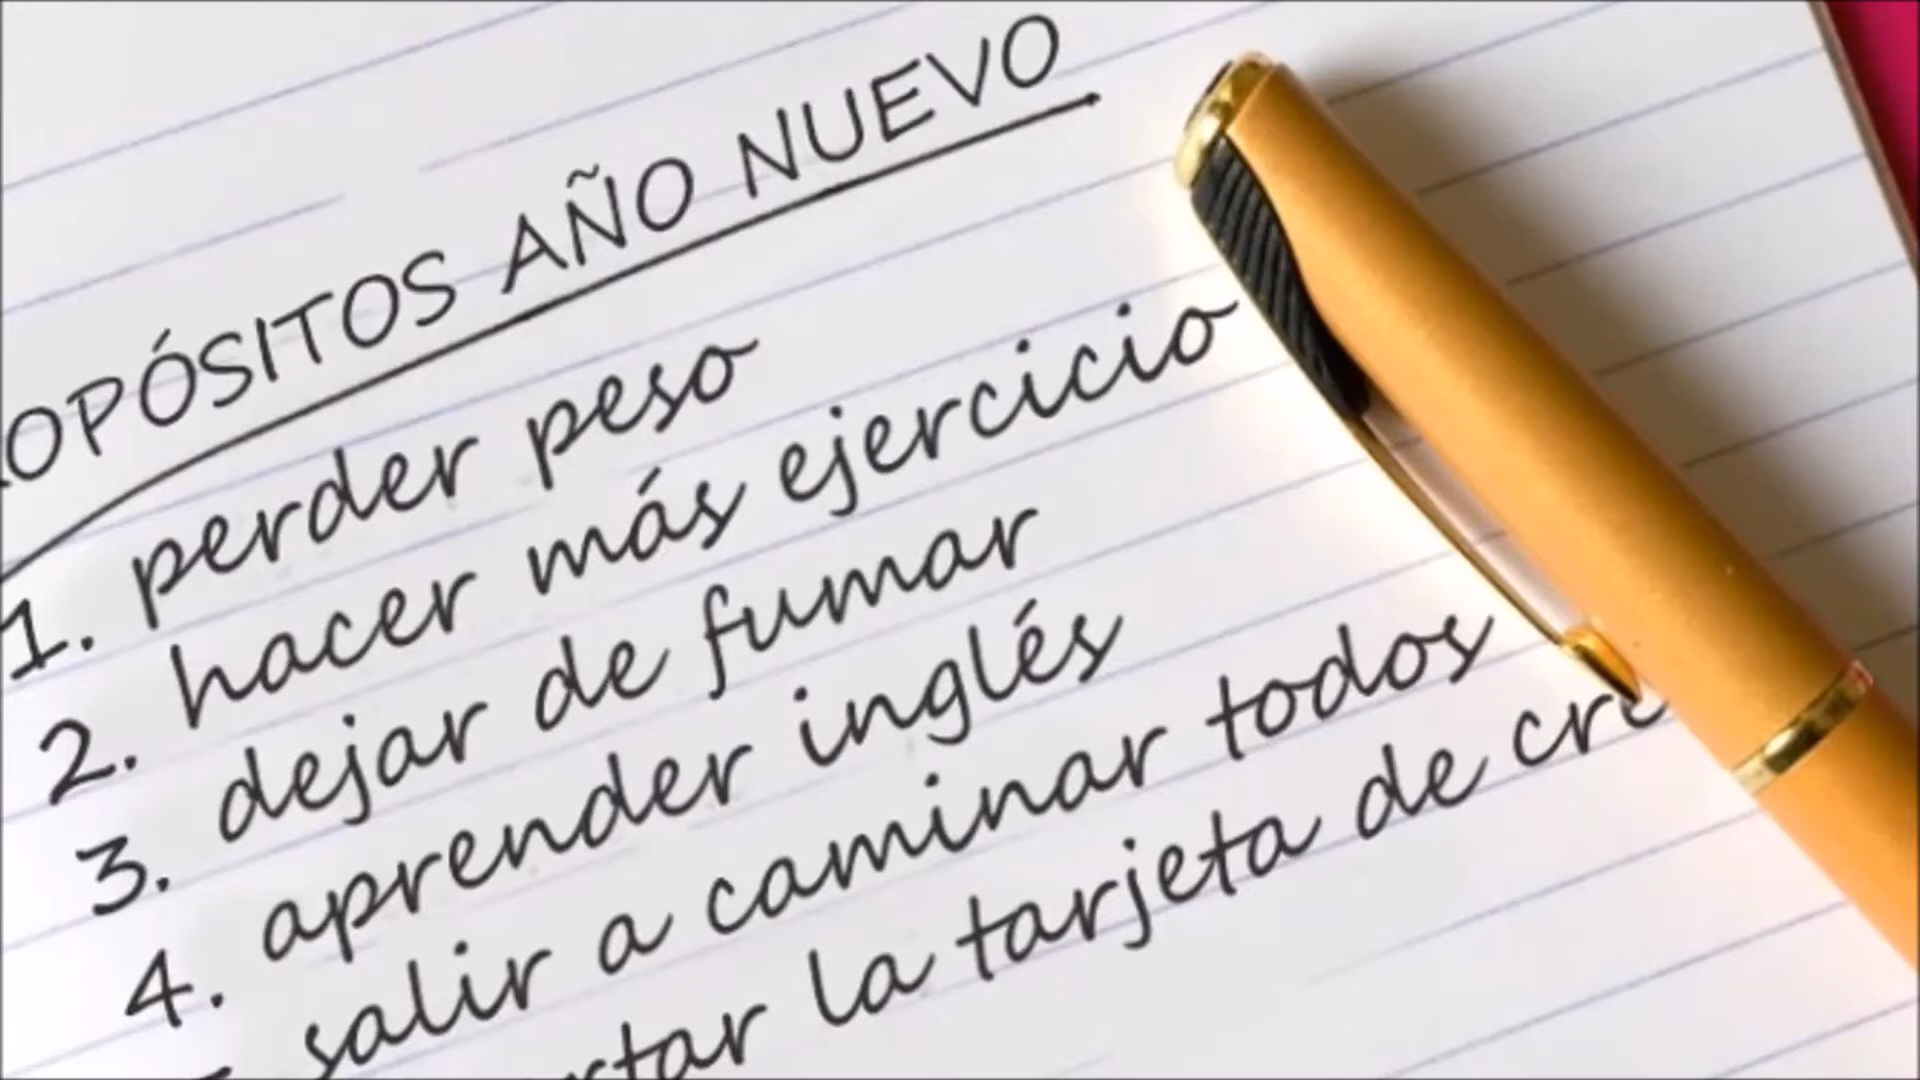 OPÓSITOS AÑO NUEVO
1. perder peso
2. hacer más ejercicio
3. dejar de fumar
4. aprender inglés
salir a caminar todos
la tarjeta de